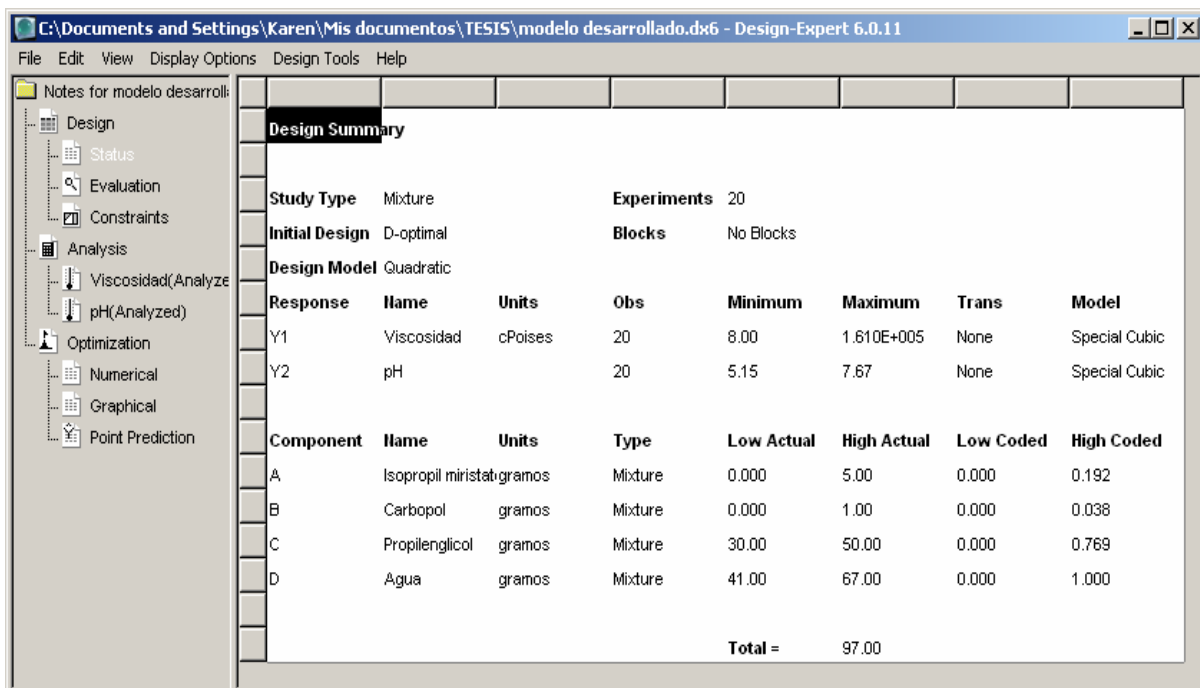 C:\Documents and Settings\Karen\Mis documentos\TESIS\modelo desarrollado.dx6 - Design-Expert 6.0.11
File Edit View Display Options Design Tools Help
Notes for modelo desarroll
Design
Status
Evaluation
Constraints
Analysis
Viscosidad(Analyze
pH(Analyzed)
Optimization
Numerical
Graphical
Point Prediction
Design Summary
Study Type Mixture Experiments 20
Initial Design D-optimal Blocks No Blocks
Design Model Quadratic
Response Name Units Obs Minimum Maximum Trans Model
Y1 Viscosidad cPoises 20 8.00 1.610E+005 None Special Cubic
Y2 pH 20 5.15 7.67 None Special Cubic
Component Name Units Type Low Actual High Actual Low Coded High Coded
A Isopropil miristat gramos Mixture 0.000 5.00 0.000 0.192
B Carbopol gramos Mixture 0.000 1.00 0.000 0.038
C Propilenglicol gramos Mixture 30.00 50.00 0.000 0.769
D Agua gramos Mixture 41.00 67.00 0.000 1.000
Total = 97.00